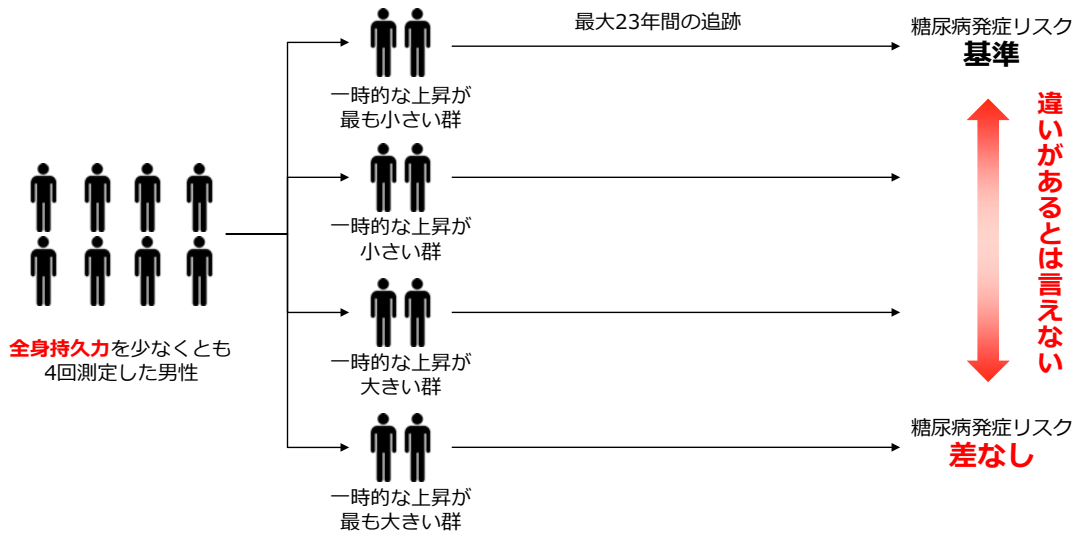 最大23年間の追跡
糖尿病発症リスク
基準
一時的な上昇が
最も小さい群
違いがあるとは言えない
一時的な上昇が
小さい群
全身持久力を少なくとも
4回測定した男性
一時的な上昇が
大きい群
糖尿病発症リスク
差なし
一時的な上昇が
最も大きい群